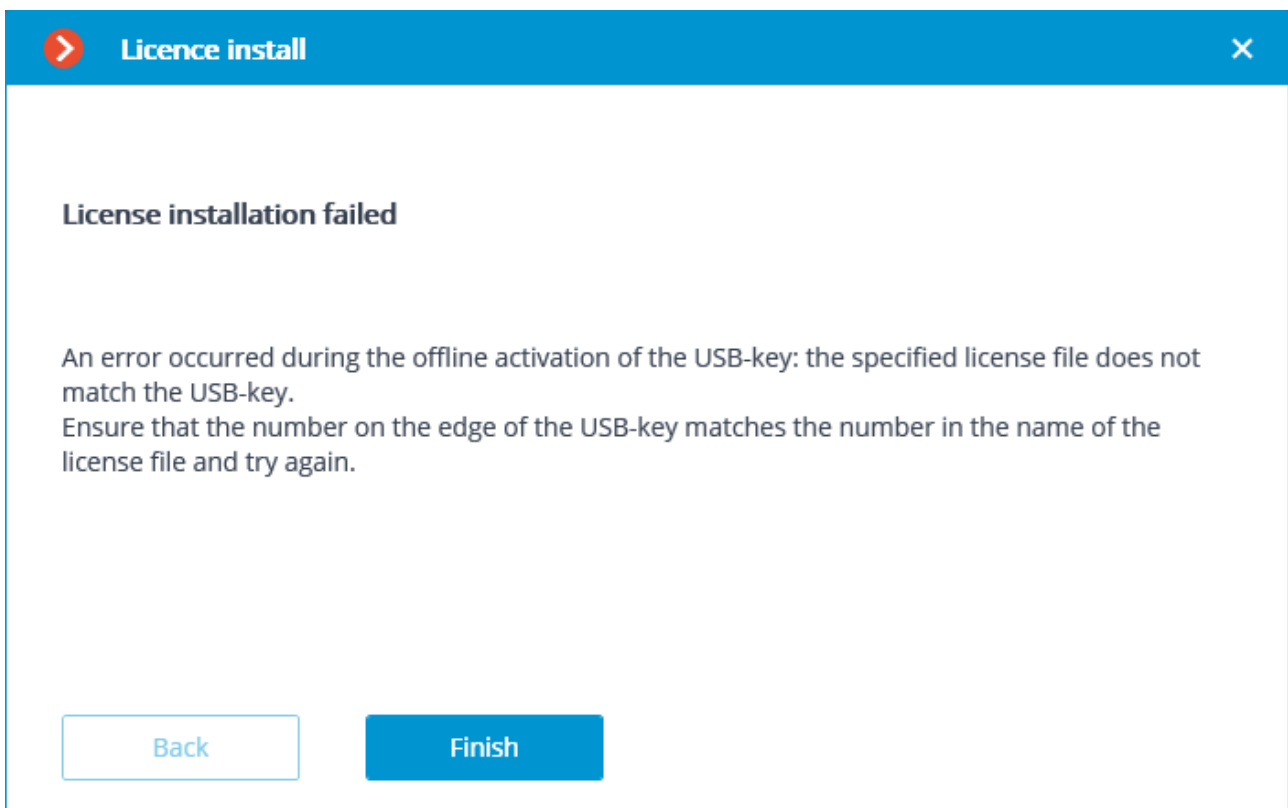 Licence install
License installation failed
An error occurred during the offline activation of the USB-key: the specified license file does not
match the USB-key.
Ensure that the number on the edge of the USB-key matches the number in the name of the
license file and try again.
Back
Finish